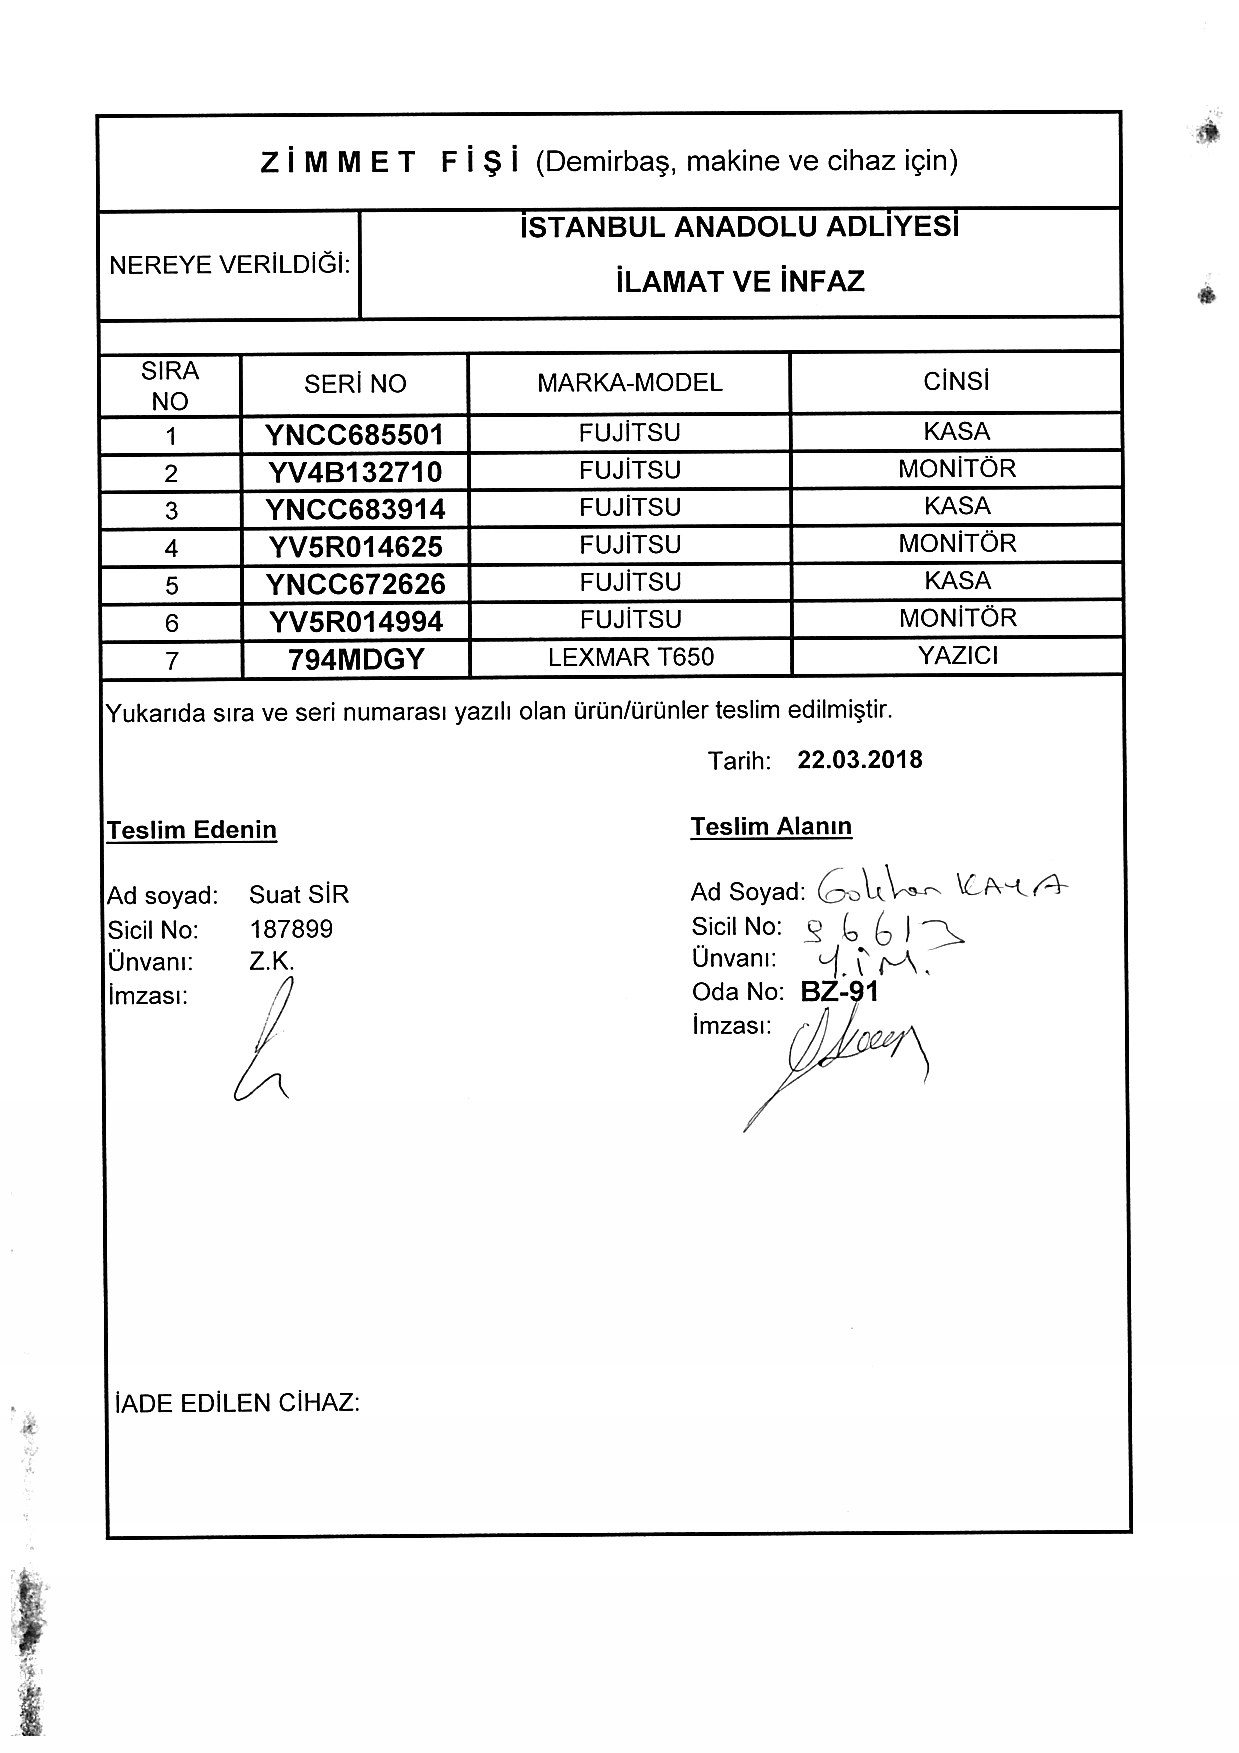 ZİMMET FİŞİ (Demirbaş, makine ve cihaz için)
NEREYE VERİLDİĞİ:
İSTANBUL ANADOLU ADLİYESİ
İLAMAT VE İNFAZ
SIRA NO SERİ NO MARKA-MODEL CİNSİ
1 YNCC685501 FUJİTSU KASA
2 YV4B132710 FUJİTSU MONİTÖR
3 YNCC683914 FUJİTSU KASA
4 YV5R014625 FUJİTSU MONİTÖR
5 YNCC672626 FUJİTSU KASA
6 YV5R014994 FUJİTSU MONİTÖR
7 794MDGY LEXMAR T650 YAZICI
Yukarıda sıra ve seri numarası yazılı olan ürün/ürünler teslim edilmiştir.
Tarih: 22.03.2018
Teslim Edenin
Ad soyad: Suat SİR
Sicil No: 187899
Ünvanı: Z.K.
İmzası:
Teslim Alanın
Ad Soyad: Gökhan KAYA
Sicil No:
Ünvanı: Y.İM.
Oda No: BZ-91
İmzası:
İADE EDİLEN CİHAZ: